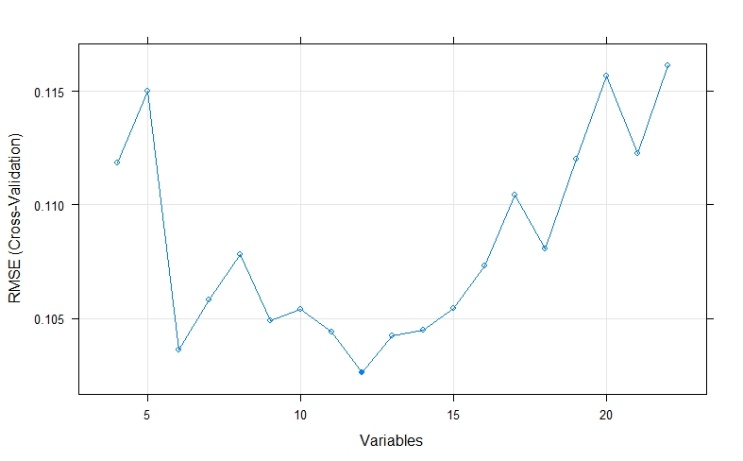 0.115
0.110
0.105
RMSE (Cross-Validation)
5 10 15 20
Variables